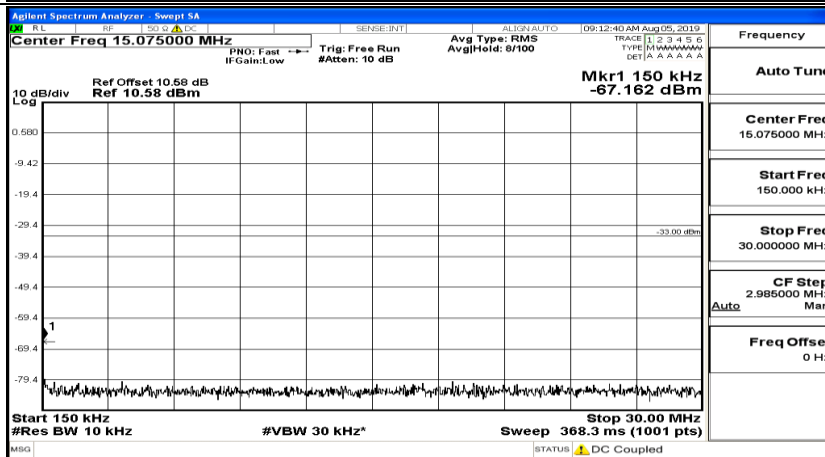 Agilent Spectrum Analyzer - Swept SA
LXI RL RF 50 Ω DC SENSE:INT ALIGN AUTO 09:12:40 AM Aug 05, 2019
Center Freq 15.075000 MHz
PNO: Fast
IFGain:Low
Trig: Free Run
#Atten: 10 dB
Avg Type: RMS
Avg|Hold: 8/100
TRACE 1 2 3 4 5 6
TYPE M WWWWW
DET A A A A A A
Ref Offset 10.58 dB
Mkr1 150 kHz
10 dB/div Ref 10.58 dBm
-67.162 dBm
Log
0.580
-9.42
-19.4
-29.4
-33.00 dBm
-39.4
-49.4
-59.4
1
-69.4
-79.4
Start 150 kHz
Stop 30.00 MHz
#Res BW 10 kHz
#VBW 30 kHz*
Sweep 368.3 ms (1001 pts)
MSG
STATUS DC Coupled
Frequency
Auto Tune
Center Freq
15.075000 MHz
Start Freq
150.000 kHz
Stop Freq
30.000000 MHz
CF Step
2.985000 MHz
Auto Man
Freq Offset
0 Hz